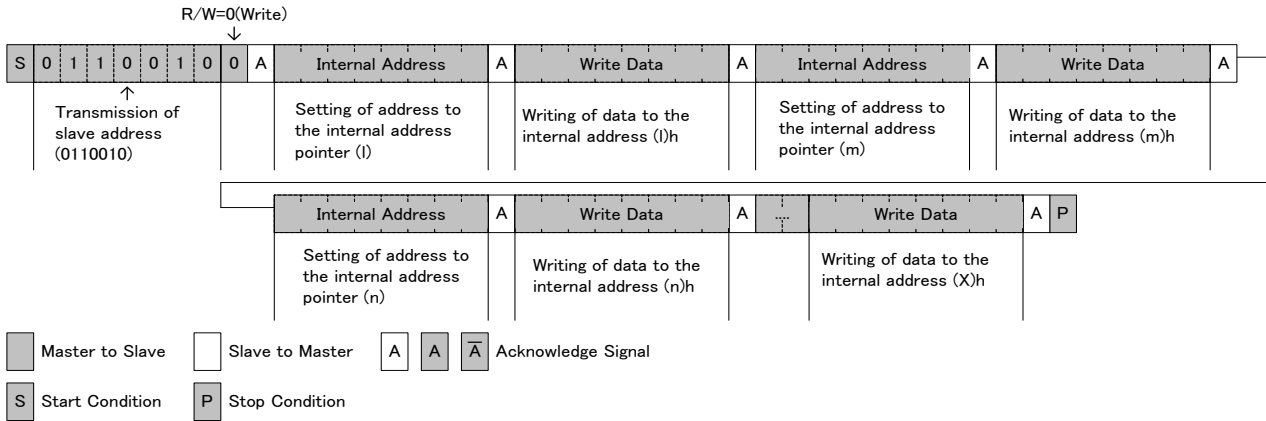 R/W=0(Write)
S 0 1 1 0 0 1 0 0 A Internal Address A Write Data A Internal Address A Write Data A
Transmission of
slave address
(0110010)
Setting of address to
the internal address
pointer (l)
Writing of data to the
internal address (l)h
Setting of address to
the internal address
pointer (m)
Writing of data to the
internal address (m)h
Internal Address A Write Data A .... Write Data A P
Setting of address to
the internal address
pointer (n)
Writing of data to the
internal address (n)h
Writing of data to the
internal address (X)h
Master to Slave Slave to Master A A A̅ Acknowledge Signal
S Start Condition P Stop Condition